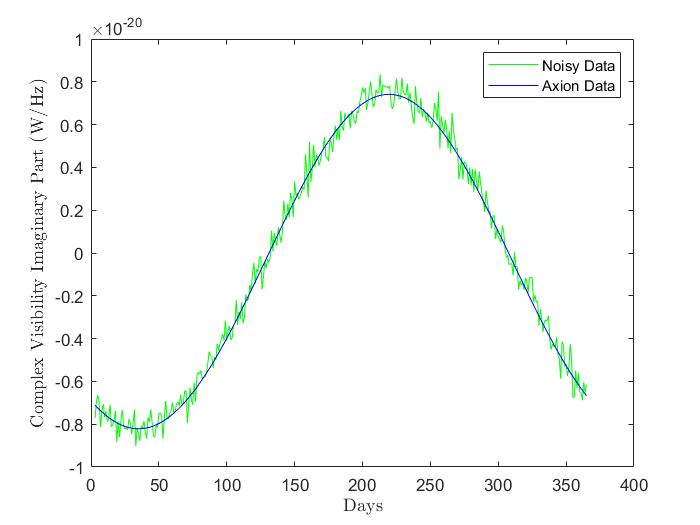 ×10^-20
1
0.8
0.6
0.4
0.2
0
-0.2
-0.4
-0.6
-0.8
-1
Complex Visibility Imaginary Part (W/Hz)
Noisy Data
Axion Data
0 50 100 150 200 250 300 350 400
Days